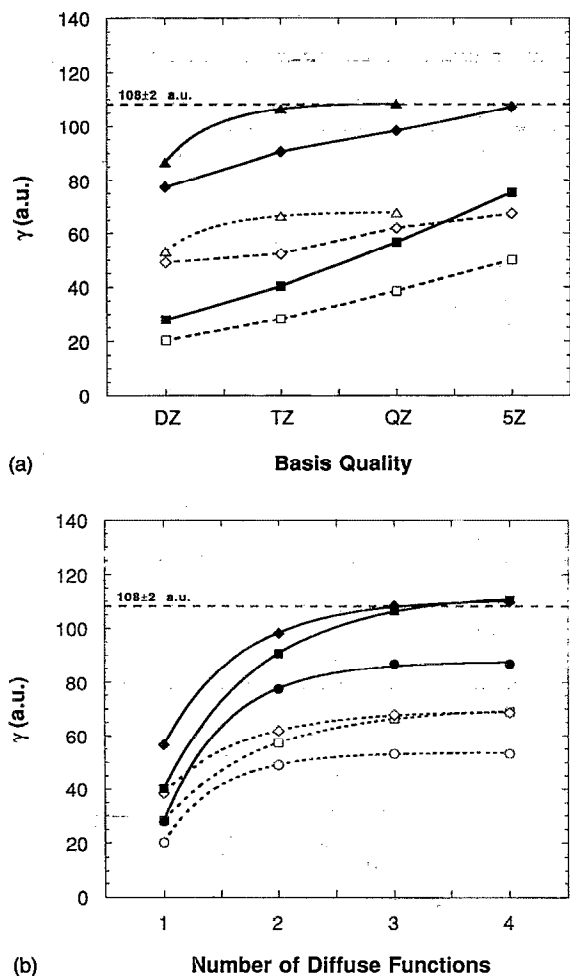 140
120
108±2 a.u.
100
80
60
40
20
0
γ (a.u.)
DZ TZ QZ 5Z
(a) Basis Quality
140
120
108±2 a.u.
100
80
60
40
20
0
γ (a.u.)
1 2 3 4
(b) Number of Diffuse Functions